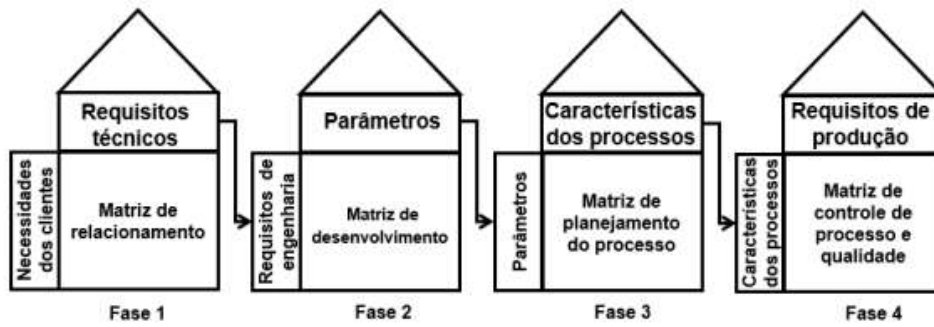 Requisitos
técnicos
Necessidades
dos clientes
Matriz de
relacionamento
Fase 1
Parâmetros
Requisitos de
engenharia
Matriz de
desenvolvimento
Fase 2
Características
dos processos
Parâmetros
Matriz de
planejamento
do processo
Fase 3
Requisitos de
produção
Características
dos processos
Matriz de
controle de
processo e
qualidade
Fase 4